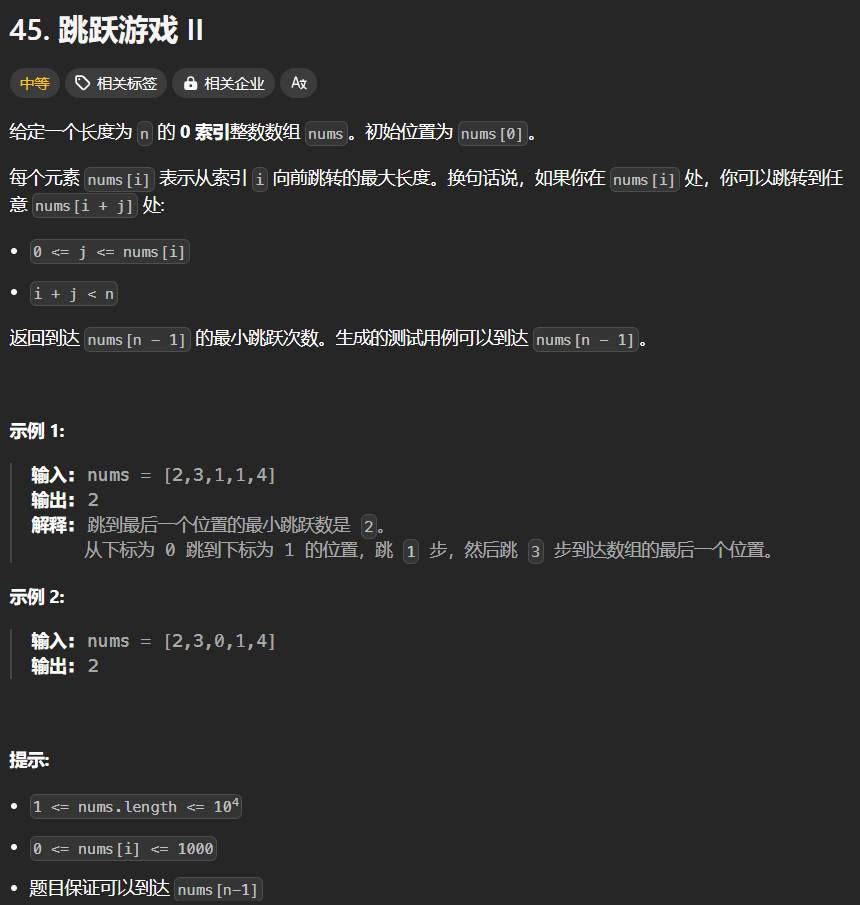 45. 跳跃游戏 II
中等 相关标签 相关企业 Aꭗ
给定一个长度为 n 的 0 索引整数数组 nums。初始位置为 nums[0]。
每个元素 nums[i] 表示从索引 i 向前跳转的最大长度。换句话说，如果你在 nums[i] 处，你可以跳转到任
意 nums[i + j] 处:
• 0 <= j <= nums[i]
• i + j < n
返回到达 nums[n - 1] 的最小跳跃次数。生成的测试用例可以到达 nums[n - 1]。
示例 1:
输入: nums = [2,3,1,1,4]
输出: 2
解释: 跳到最后一个位置的最小跳跃数是 2。
从下标为 0 跳到下标为 1 的位置，跳 1 步，然后跳 3 步到达数组的最后一个位置。
示例 2:
输入: nums = [2,3,0,1,4]
输出: 2
提示:
• 1 <= nums.length <= 10⁴
• 0 <= nums[i] <= 1000
• 题目保证可以到达 nums[n-1]